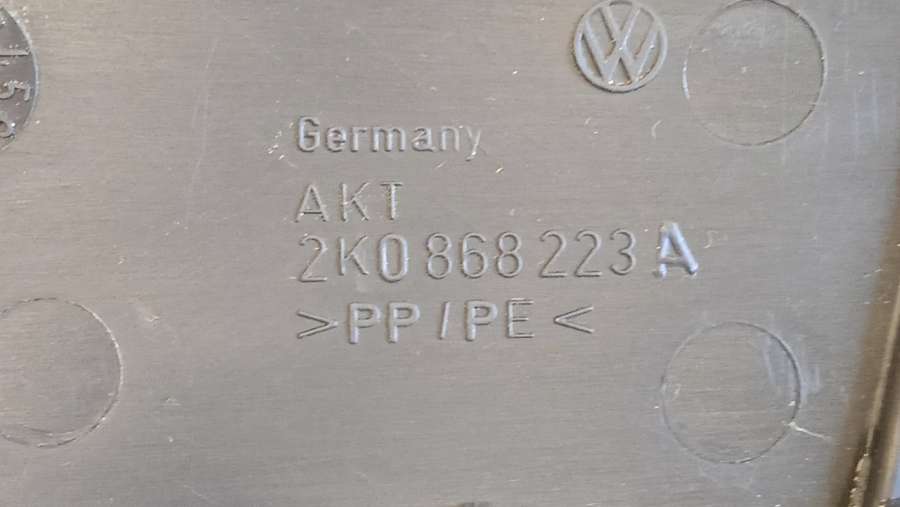 Germany
AKT
2K0 868 223 A
>PP/PE<